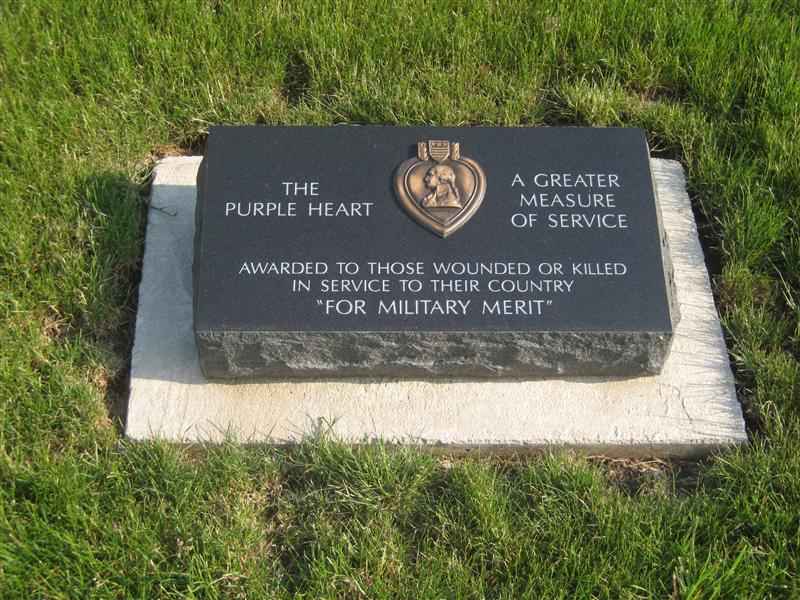 THE
PURPLE HEART
A GREATER
MEASURE
OF SERVICE
AWARDED TO THOSE WOUNDED OR KILLED
IN SERVICE TO THEIR COUNTRY
"FOR MILITARY MERIT"